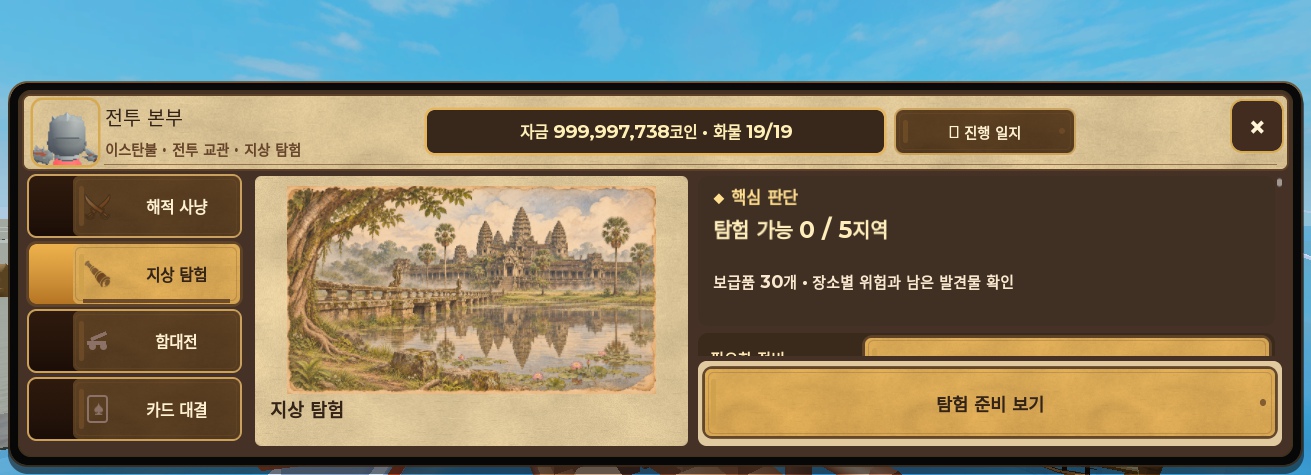 전투 본부
이스탄불 • 전투 교관 • 지상 탐험
자금 999,997,738코인 • 화물 19/19
진행 일지
×
해적 사냥
지상 탐험
함대전
카드 대결
지상 탐험
◆ 핵심 판단
탐험 가능 0 / 5지역
보급품 30개 • 장소별 위험과 남은 발견물 확인
탐험 준비 보기